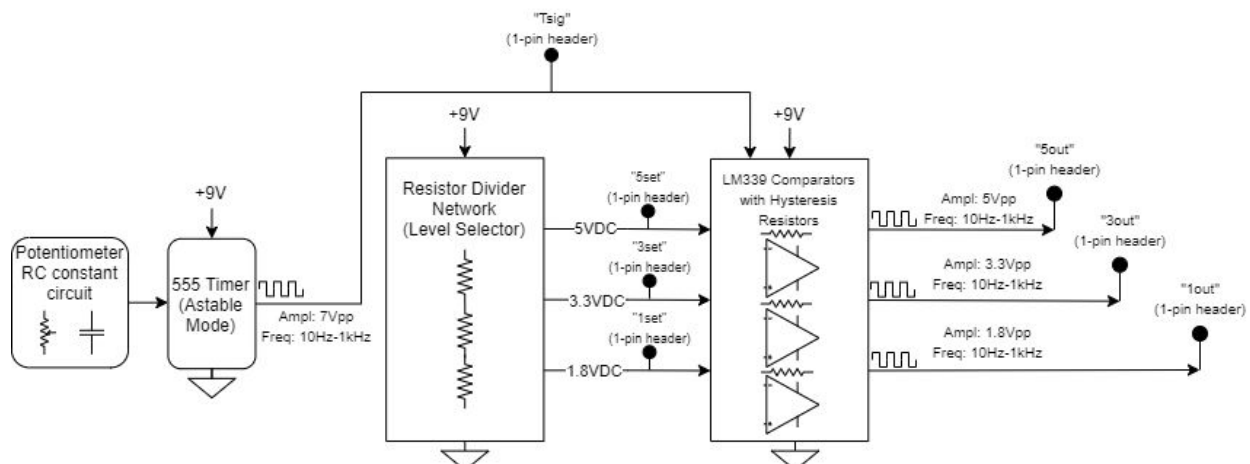 "Tsig"
(1-pin header)
+9V
+9V
+9V
Potentiometer
RC constant
circuit
555 Timer
(Astable
Mode)
Ampl: 7Vpp
Freq: 10Hz-1kHz
Resistor Divider
Network
(Level Selector)
"5set"
(1-pin header)
5VDC
"3set"
(1-pin header)
3.3VDC
"1set"
(1-pin header)
1.8VDC
LM339 Comparators
with Hysteresis
Resistors
"5out"
(1-pin header)
Ampl: 5Vpp
Freq: 10Hz-1kHz
"3out"
(1-pin header)
Ampl: 3.3Vpp
Freq: 10Hz-1kHz
"1out"
(1-pin header)
Ampl: 1.8Vpp
Freq: 10Hz-1kHz